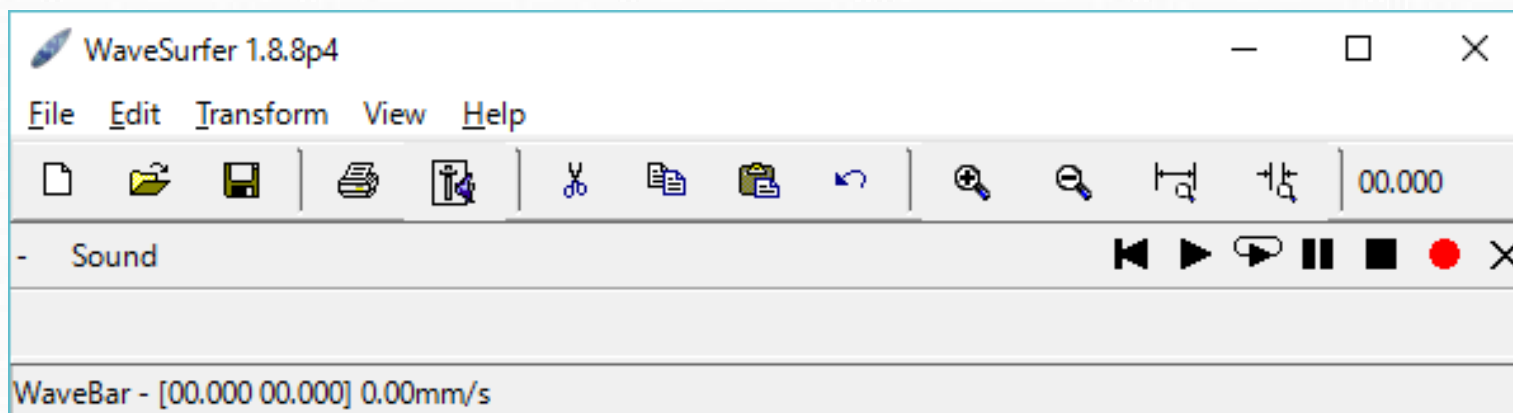 WaveSurfer 1.8.8p4
File Edit Transform View Help
00.000
- Sound
WaveBar - [00.000 00.000] 0.00mm/s